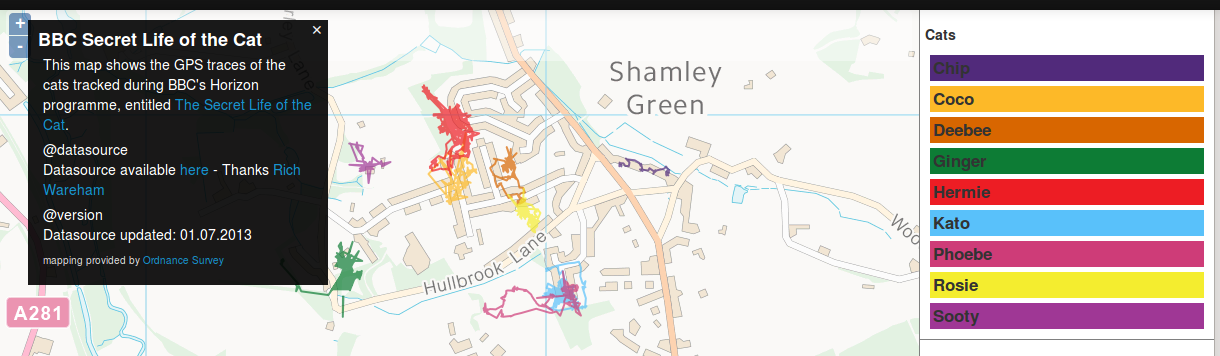 +
-
×
BBC Secret Life of the Cat
This map shows the GPS traces of the
cats tracked during BBC's Horizon
programme, entitled The Secret Life of the
Cat.
@datasource
Datasource available here - Thanks Rich
Wareham
@version
Datasource updated: 01.07.2013
mapping provided by Ordnance Survey
A281
Shamley
Green
Hullbrook Lane
Woo
Cats
Chip
Coco
Deebee
Ginger
Hermie
Kato
Phoebe
Rosie
Sooty